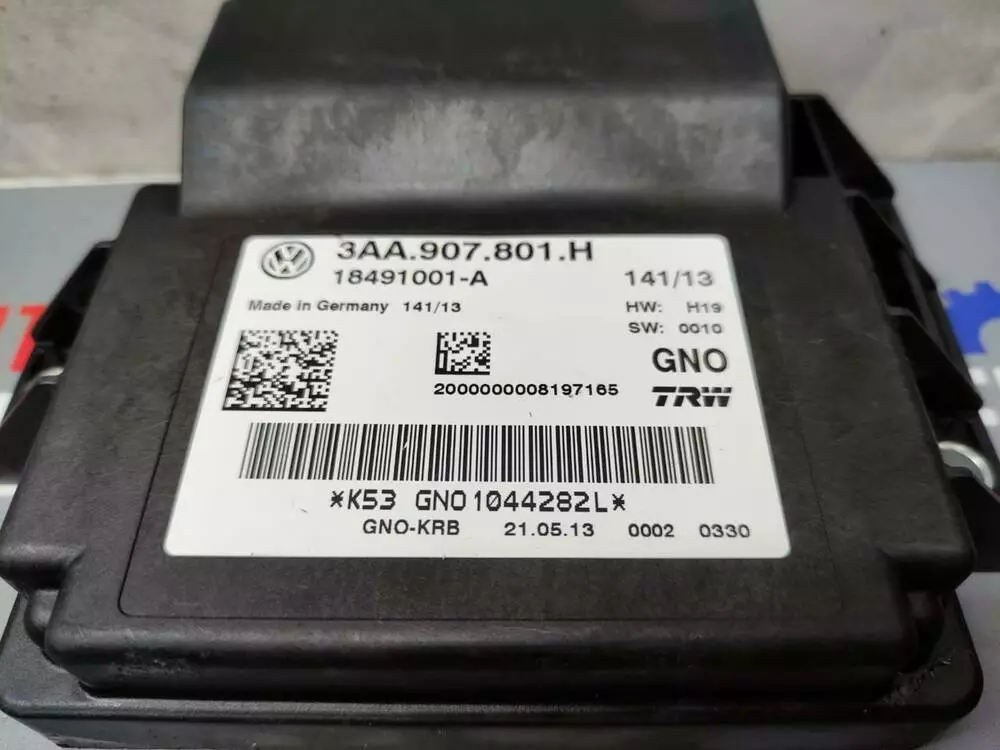 3AA.907.801.H
18491001-A 141/13
Made in Germany 141/13 HW: H19
SW: 0010
GNO
2000000008197165 TRW
*K53 GNO1044282L*
GNO-KRB 21.05.13 0002 0330